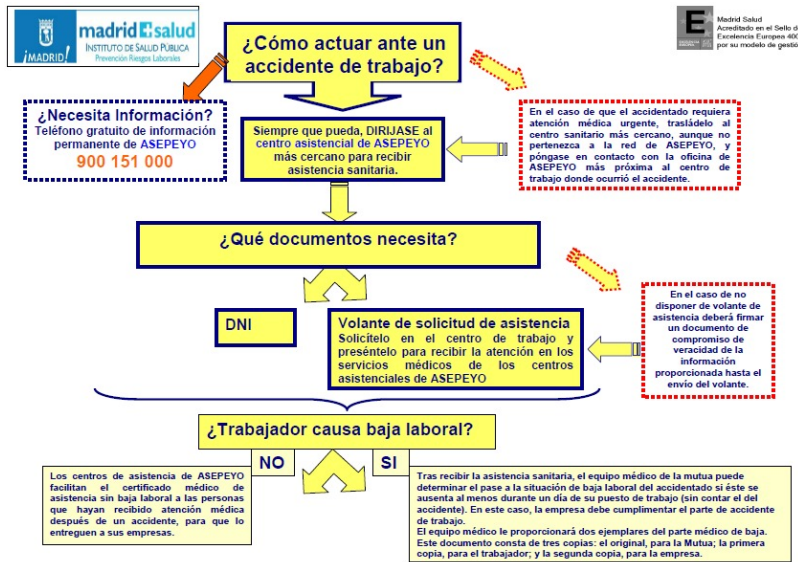 ¡MADRID!
madrid salud
INSTITUTO DE SALUD PÚBLICA
Prevención Riesgos Laborales
Madrid Salud
Acreditado en el Sello de
Excelencia Europea 400
por su modelo de gestió
¿Cómo actuar ante un
accidente de trabajo?
¿Necesita Información?
Teléfono gratuito de información
permanente de ASEPEYO
900 151 000
Siempre que pueda, DIRIJASE al
centro asistencial de ASEPEYO
más cercano para recibir
asistencia sanitaria.
En el caso de que el accidentado requiera
atención médica urgente, trasládelo al
centro sanitario más cercano, aunque no
pertenezca a la red de ASEPEYO, y
póngase en contacto con la oficina de
ASEPEYO más próxima al centro de
trabajo donde ocurrió el accidente.
¿Qué documentos necesita?
DNI
Volante de solicitud de asistencia
Solicítelo en el centro de trabajo y
preséntelo para recibir la atención en los
servicios médicos de los centros
asistenciales de ASEPEYO
En el caso de no
disponer de volante de
asistencia deberá firmar
un documento de
compromiso de
veracidad de la
información
proporcionada hasta el
envío del volante.
¿Trabajador causa baja laboral?
NO
SI
Los centros de asistencia de ASEPEYO
facilitan el certificado médico de
asistencia sin baja laboral a las personas
que hayan recibido atención médica
después de un accidente, para que lo
entreguen a sus empresas.
Tras recibir la asistencia sanitaria, el equipo médico de la mutua puede
determinar el pase a la situación de baja laboral del accidentado si éste se
ausenta al menos durante un día de su puesto de trabajo (sin contar el del
accidente). En este caso, la empresa debe cumplimentar el parte de accidente
de trabajo.
El equipo médico le proporcionará dos ejemplares del parte médico de baja.
Este documento consta de tres copias: el original, para la Mutua; la primera
copia, para el trabajador; y la segunda copia, para la empresa.